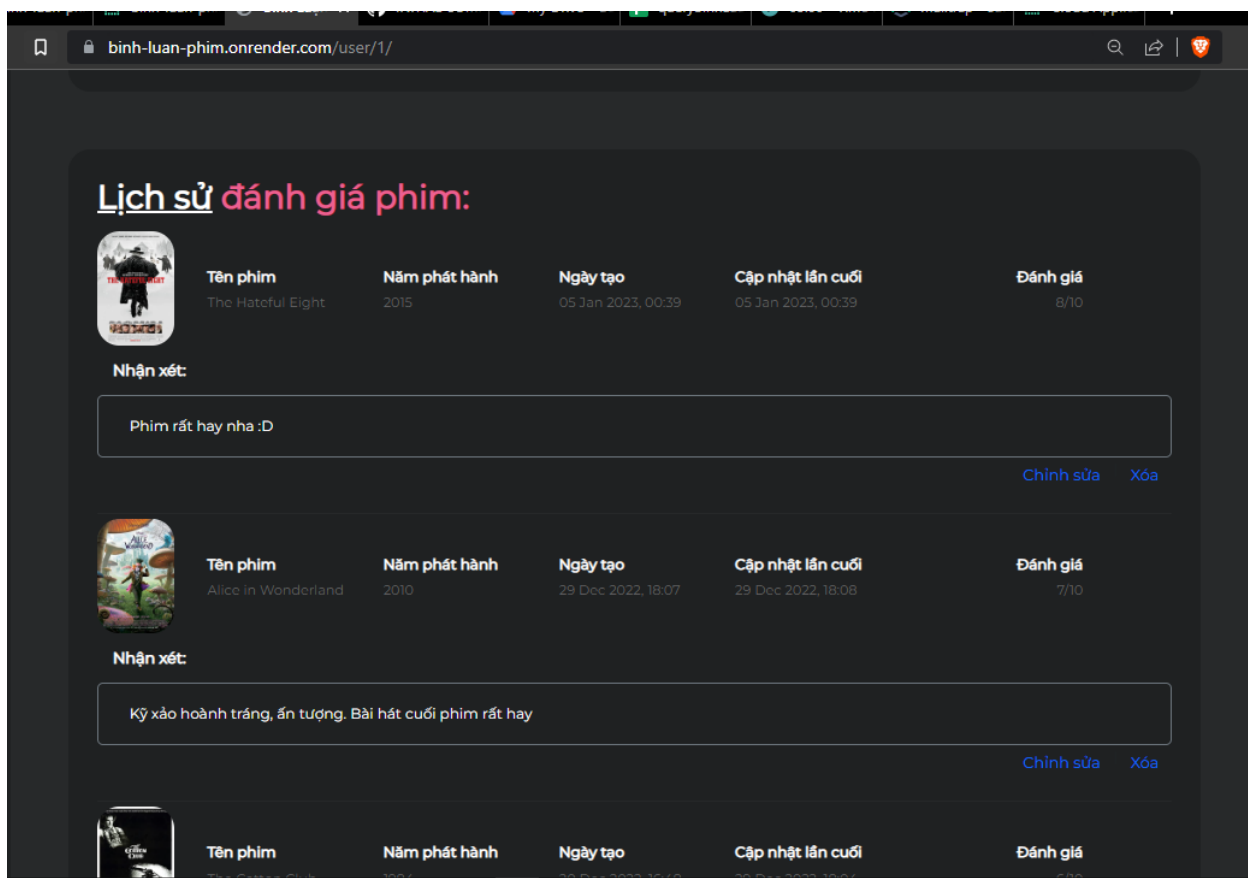 binh-luan-phim.onrender.com/user/1/
Lịch sử đánh giá phim:
THE HATEFUL EIGHT
Tên phim Năm phát hành Ngày tạo Cập nhật lần cuối Đánh giá
The Hateful Eight 2015 05 Jan 2023, 00:39 05 Jan 2023, 00:39 8/10
Nhận xét:
Phim rất hay nha :D
Chỉnh sửa Xóa
Tên phim Năm phát hành Ngày tạo Cập nhật lần cuối Đánh giá
Alice in Wonderland 2010 29 Dec 2022, 18:07 29 Dec 2022, 18:08 7/10
Nhận xét:
Kỹ xảo hoành tráng, ấn tượng. Bài hát cuối phim rất hay
Chỉnh sửa Xóa
Tên phim Năm phát hành Ngày tạo Cập nhật lần cuối Đánh giá